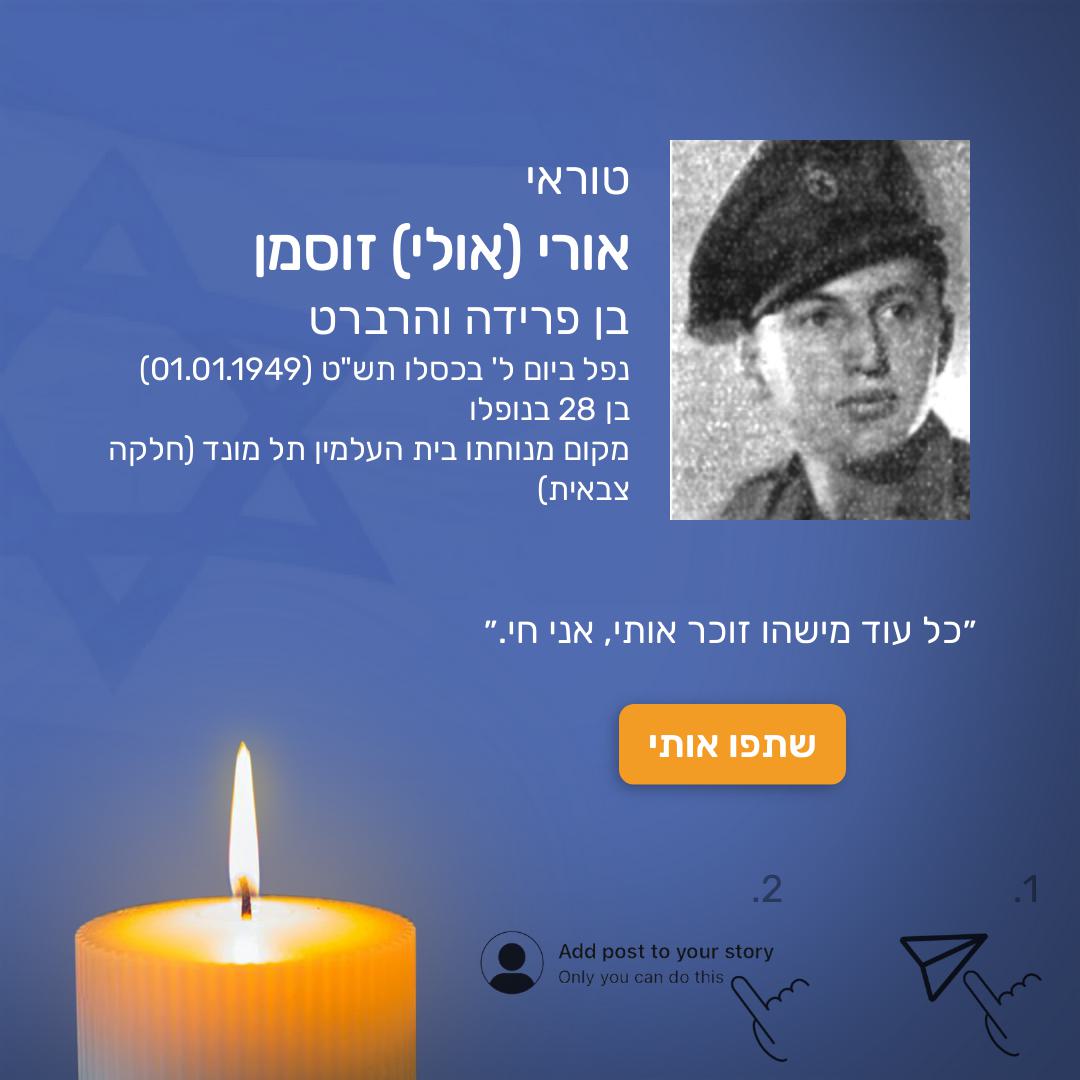 טוראי
אורי (אולי) זוסמן
בן פרידה והרברט
נפל ביום ל' בכסלו תש"ט (01.01.1949)
בן 28 בנופלו
מקום מנוחתו בית העלמין תל מונד (חלקה
צבאית)
״כל עוד מישהו זוכר אותי, אני חי.״
שתפו אותי
.1
.2
Add post to your story
Only you can do this